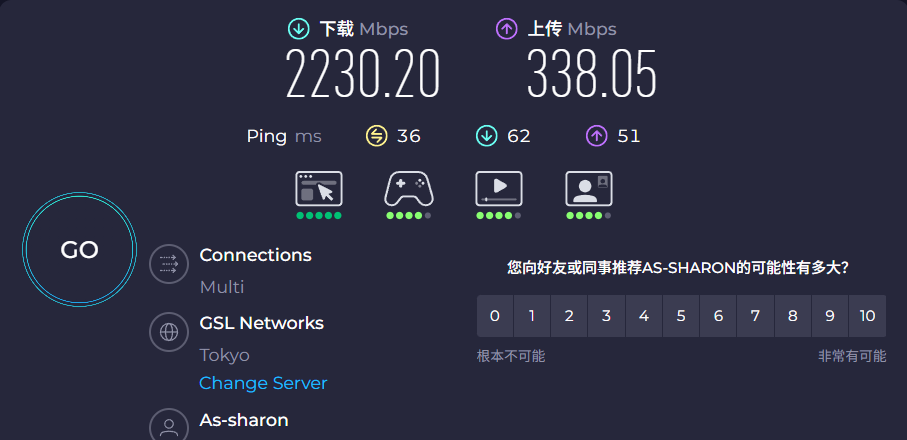 下载 Mbps
上传 Mbps
2230.20
338.05
Ping ms
36
62
51
GO
Connections
Multi
GSL Networks
Tokyo
Change Server
As-sharon
您向好友或同事推荐AS-SHARON的可能性有多大?
0 1 2 3 4 5 6 7 8 9 10
根本不可能
非常有可能